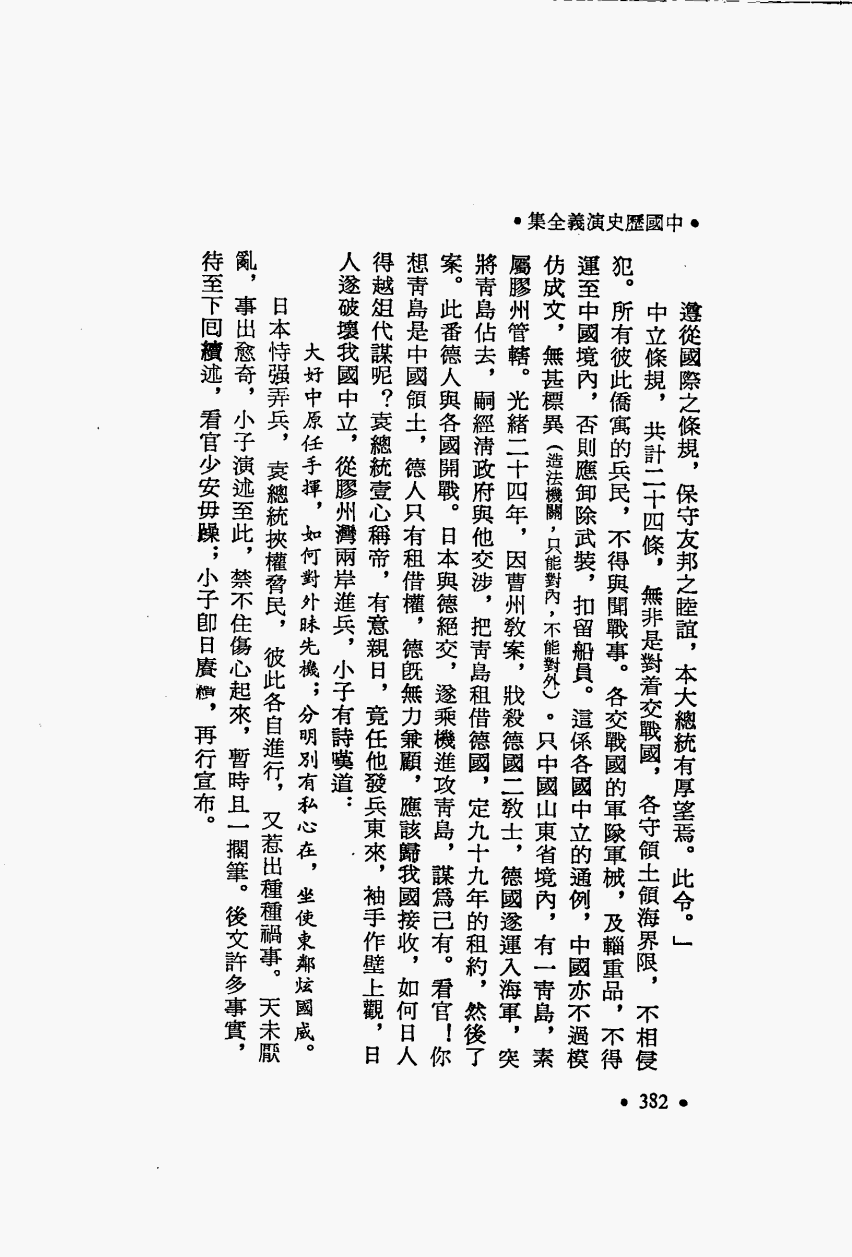 •中國歷史演義全集•
遵從國際之條規，保守友邦之睦誼，本大總統有厚望焉。此令。」
中立條規，共計二十四條，無非是對着交戰國，各守領土領海界限，不相侵
犯。所有彼此僑寓的兵民，不得與聞戰事。各交戰國的軍隊軍械，及輜重品，不得
運至中國境內，否則應卸除武裝，扣留船員。這係各國中立的通例，中國亦不過模
仿成文，無甚標異（造法機關，只能對內，不能對外）。只中國山東省境內，有一青島，素
屬膠州管轄。光緒二十四年，因曹州教案，戕殺德國二教士，德國遂運入海軍，突
將青島佔去，嗣經清政府與他交涉，把青島租借德國，定九十九年的租約，然後了
案。此番德人與各國開戰。日本與德絕交，遂乘機進攻青島，謀爲己有。看官！你
想青島是中國領土，德人只有租借權，德既無力兼顧，應該歸我國接收，如何日人
得越俎代謀呢？袁總統壹心稱帝，有意親日，竟任他發兵東來，袖手作壁上觀，日
人遂破壞我國中立，從膠州灣兩岸進兵，小子有詩嘆道：
大好中原任手揮，如何對外昧先機；分明別有私心在，坐使東鄰炫國威。
日本恃强弄兵，袁總統挾權脅民，彼此各自進行，又惹出種種禍事。天未厭
亂，事出愈奇，小子演述至此，禁不住傷心起來，暫時且一擱筆。後文許多事實，
待至下回續述，看官少安毋躁；小子卽日賡續，再行宣布。
•382•